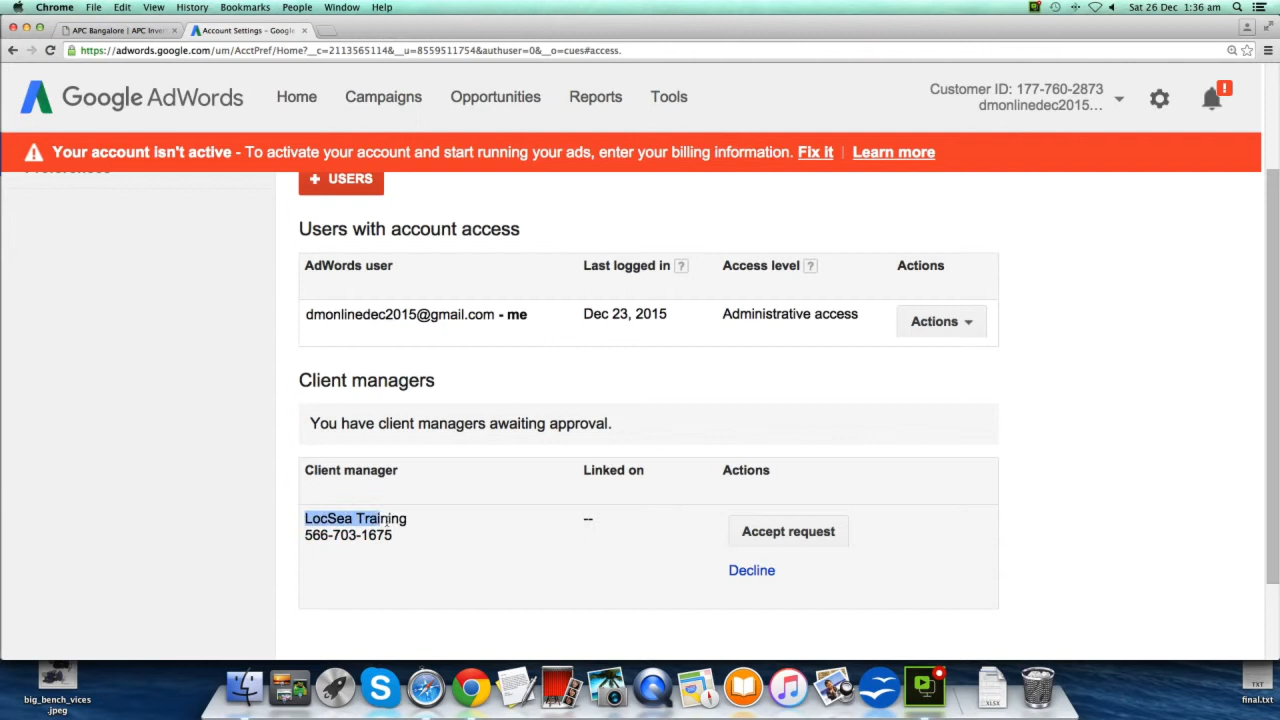 Chrome File Edit View History Bookmarks People Window Help Sat 26 Dec 1:36 am
APC Bangalore | APC Inver Account Settings - Google
https://adwords.google.com/um/AcctPref/Home?__c=2113565114&__u=8559511754&authuser=0&__o=cues#access.
Google AdWords Home Campaigns Opportunities Reports Tools
Customer ID: 177-760-2873
dmonlinedec2015...
!
Your account isn't active - To activate your account and start running your ads, enter your billing information. Fix it | Learn more
+ USERS
Users with account access
AdWords user Last logged in ? Access level ? Actions
dmonlinedec2015@gmail.com - me Dec 23, 2015 Administrative access Actions
Client managers
You have client managers awaiting approval.
Client manager Linked on Actions
LocSea Training -- Accept request
566-703-1675
Decline
big_bench_vices
.jpeg
.XLSX
TXT
final.txt